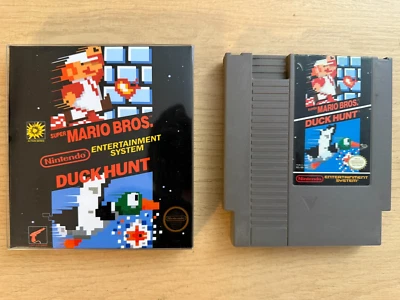 SUPER MARIO BROS.
Nintendo ENTERTAINMENT
SYSTEM
DUCK HUNT
SUPER
MARIO BROS.
DUCK HUNT
Nintendo ENTERTAINMENT
SYSTEM